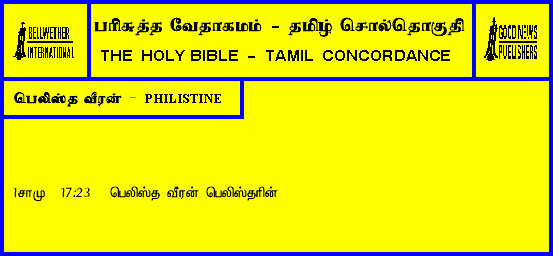 BELLWETHER
INTERNATIONAL
பரிசுத்த வேதாகமம் - தமிழ் சொல்தொகுதி
THE HOLY BIBLE - TAMIL CONCORDANCE
GOOD NEWS
PUBLISHERS
பெலிஸ்த வீரன் - PHILISTINE
1சாமு 17:23 பெலிஸ்த வீரன் பெலிஸ்தரின்